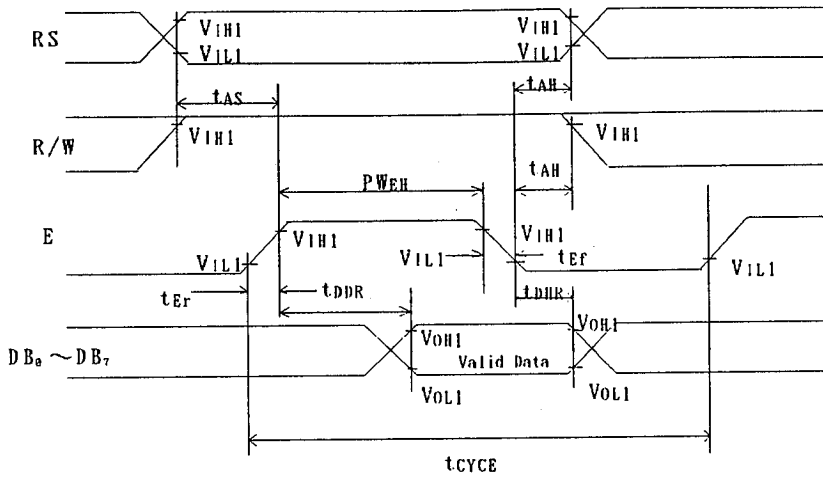 RS VIH1 VIH1
VIL1 VIL1
tAS tAH
R/W VIH1 VIH1
PWEH tAH
E VIH1 VIH1
VIL1 VIL1 tEf VIL1
tEr tDDR tDHR
DB₀～DB₇ VOH1 Valid Data VOH1
VOL1 VOL1
tCYCE